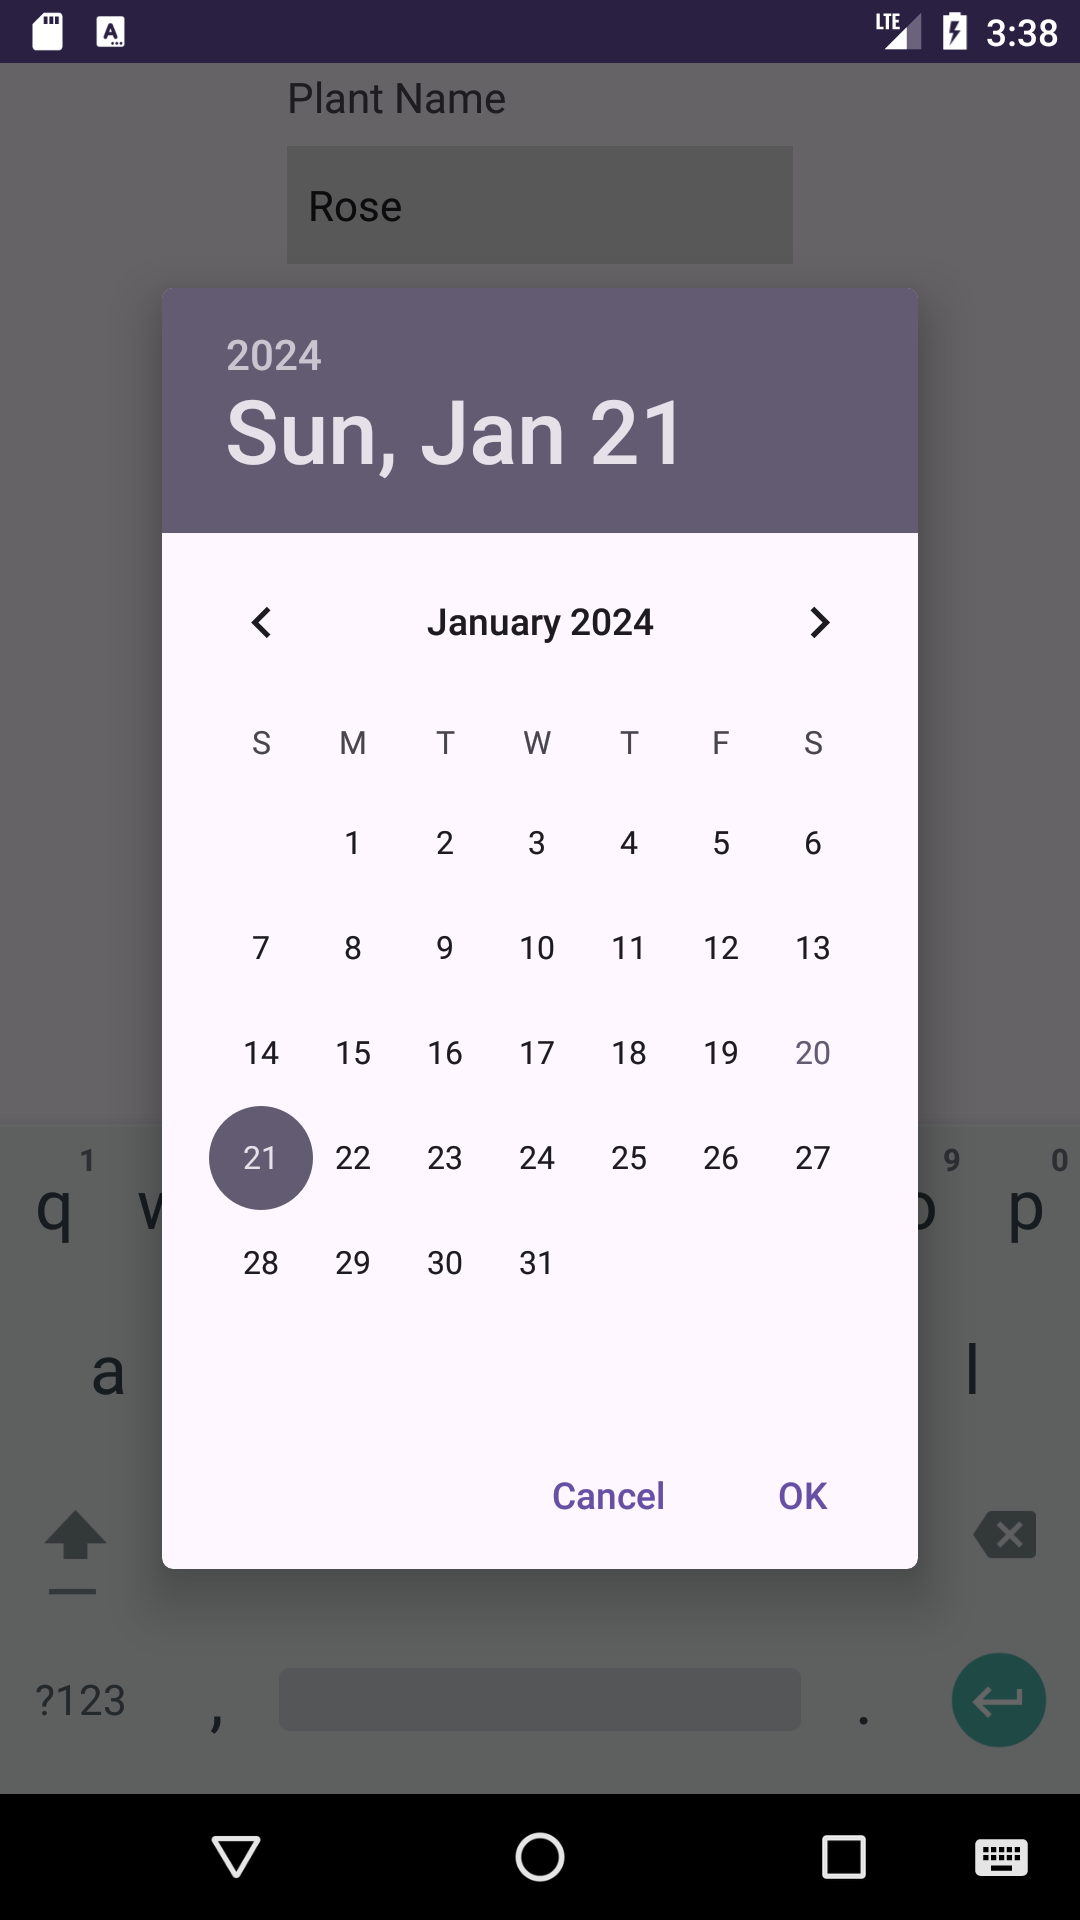 LTE 3:38
Plant Name
Rose
2024
Sun, Jan 21
January 2024
S M T W T F S
1 2 3 4 5 6
7 8 9 10 11 12 13
14 15 16 17 18 19 20
21 22 23 24 25 26 27
28 29 30 31
1 9 0
q p
a l
Cancel OK
?123 , .